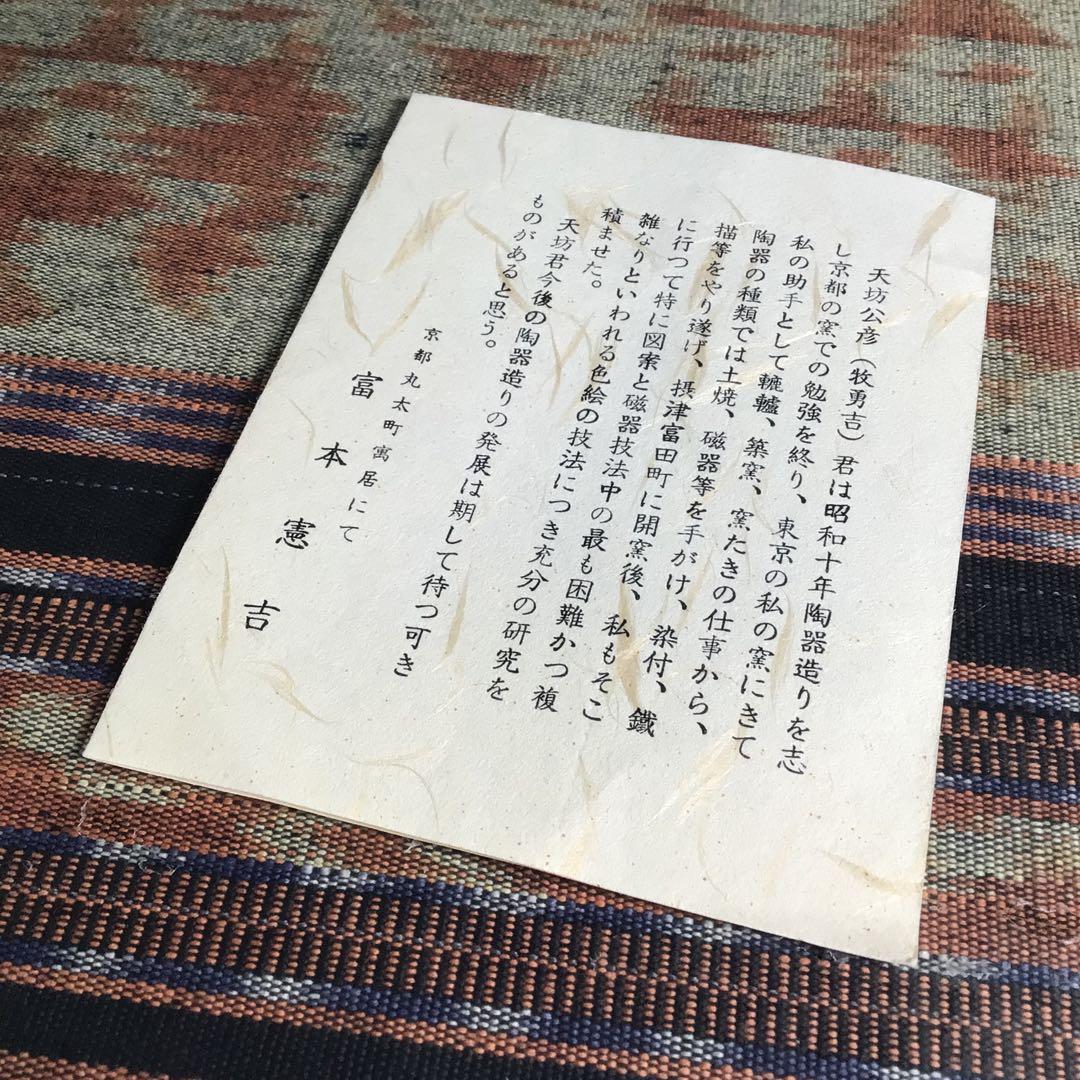 天坊公彦（牧勇吉）君は昭和十年陶器造りを志
し京都の窯での勉強を終り、東京の私の窯にきて
私の助手として轆轤、築窯、窯たきの仕事から、
陶器の種類では土焼、磁器等を手がけ、染付、鐵
描等をやり遂げ、摂津富田町に開窯後、私もそこ
に行つて特に図案と磁器技法中の最も困難かつ複
雑なりといわれる色絵の技法につき充分の研究を
積ませた。
天坊君今後の陶器造りの発展は期して待つ可き
ものがあると思う。
京都丸太町寓居にて
富本憲吉